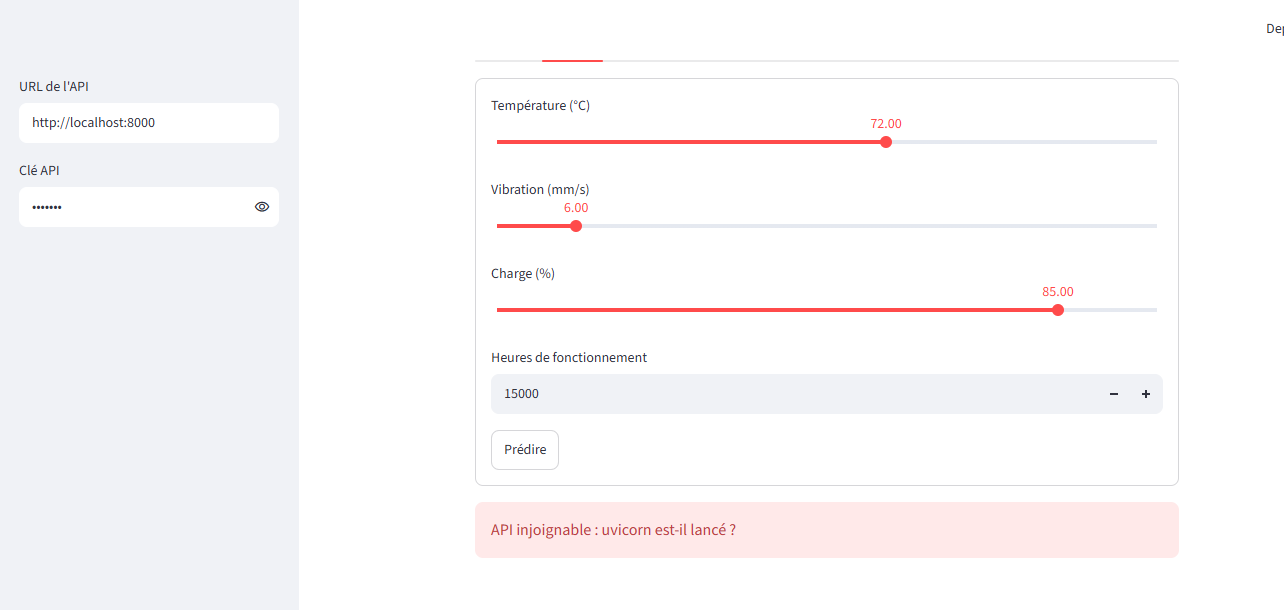 URL de l'API
http://localhost:8000
Clé API
•••••••
Température (°C)
72.00
Vibration (mm/s)
6.00
Charge (%)
85.00
Heures de fonctionnement
15000
Prédire
API injoignable : uvicorn est-il lancé ?